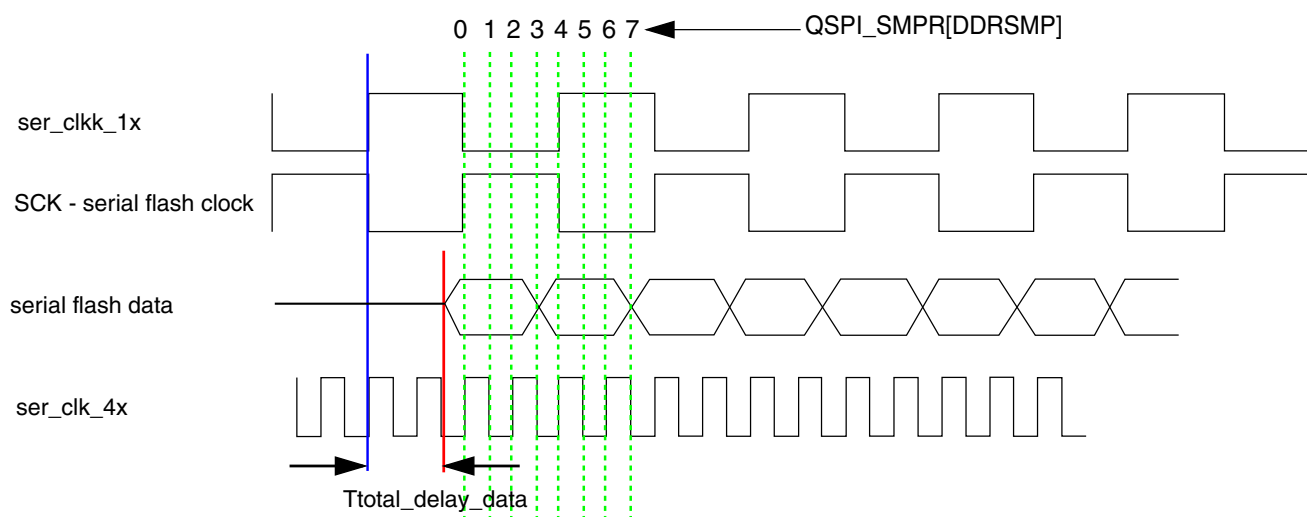 0 1 2 3 4 5 6 7 QSPI_SMPR[DDRSMP]
ser_clkk_1x
SCK - serial flash clock
serial flash data
ser_clk_4x
Ttotal_delay_data